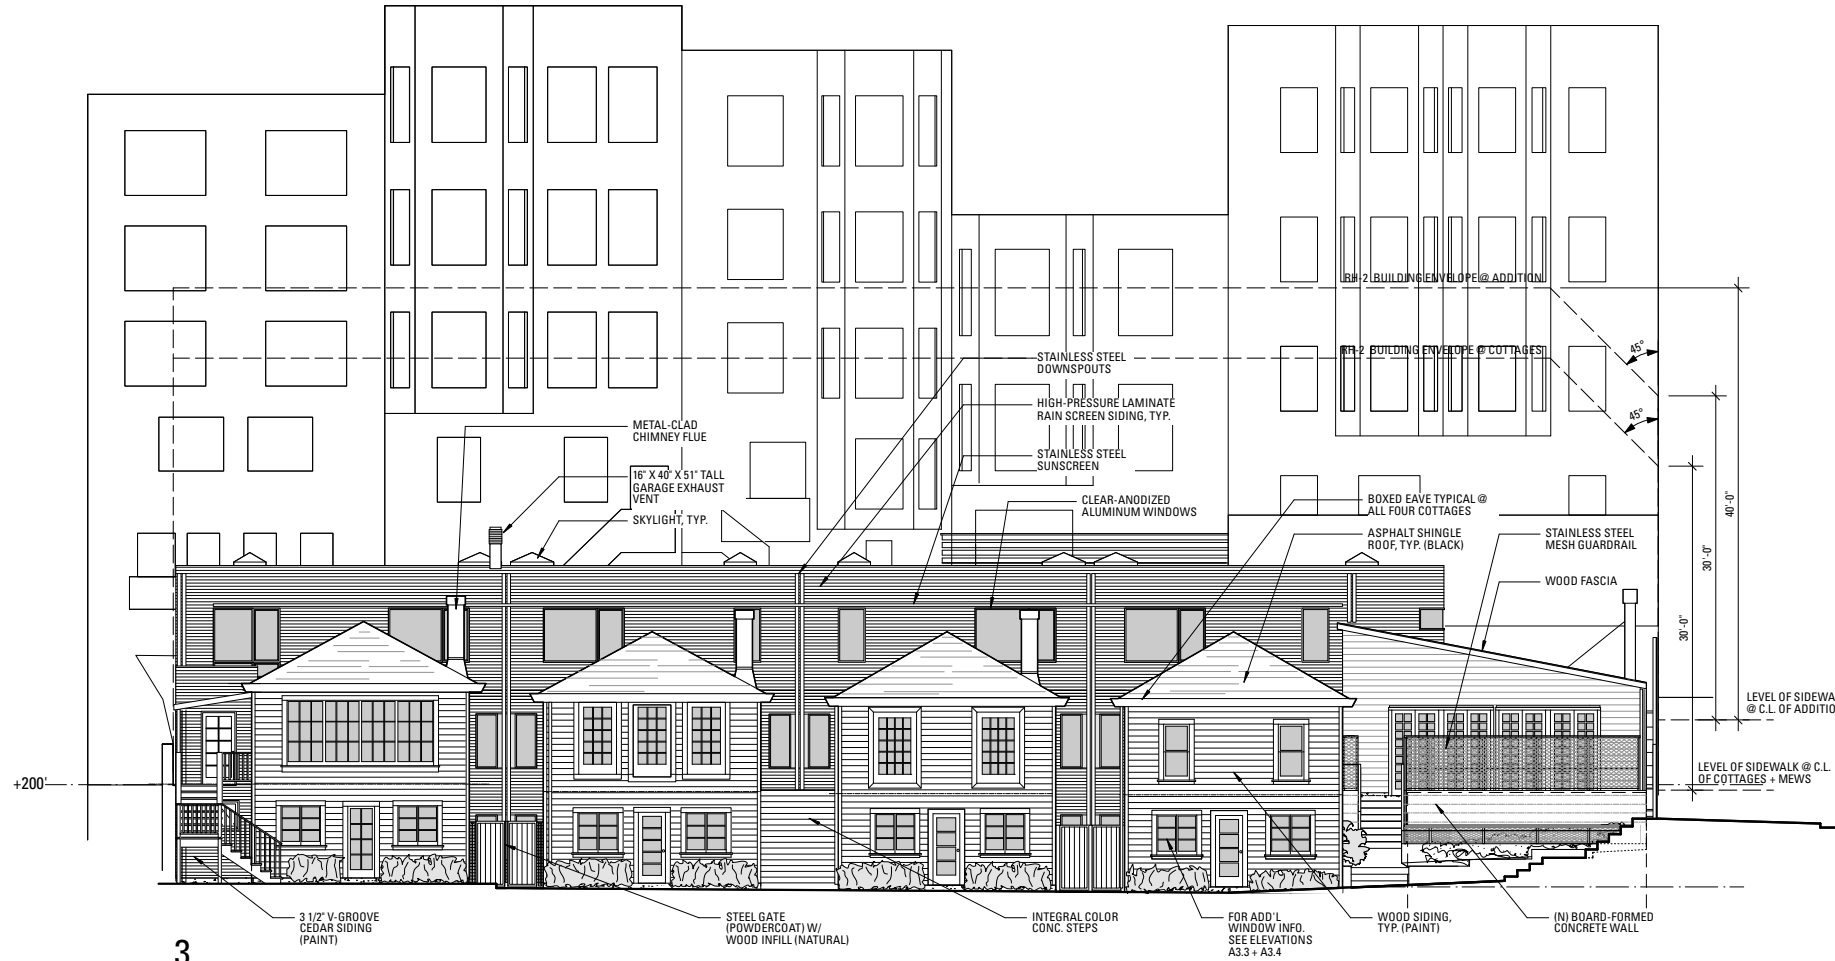 RH-2 BUILDING ENVELOPE @ ADDITION
RH-2 BUILDING ENVELOPE @ COTTAGES
45°
45°
STAINLESS STEEL
DOWNSPOUTS
HIGH-PRESSURE LAMINATE
RAIN SCREEN SIDING, TYP.
STAINLESS STEEL
SUNSCREEN
METAL-CLAD
CHIMNEY FLUE
16" X 40" X 51" TALL
GARAGE EXHAUST
VENT
SKYLIGHT, TYP.
CLEAR-ANODIZED
ALUMINUM WINDOWS
BOXED EAVE TYPICAL @
ALL FOUR COTTAGES
ASPHALT SHINGLE
ROOF, TYP. (BLACK)
STAINLESS STEEL
MESH GUARDRAIL
WOOD FASCIA
40'-0"
30'-0"
30'-0"
LEVEL OF SIDEWA
@ C.L. OF ADDITIO
LEVEL OF SIDEWALK @ C.L.
OF COTTAGES + MEWS
+200'
3 1/2" V-GROOVE
CEDAR SIDING
(PAINT)
STEEL GATE
(POWDERCOAT) W/
WOOD INFILL (NATURAL)
INTEGRAL COLOR
CONC. STEPS
FOR ADD'L
WINDOW INFO.
SEE ELEVATIONS
A3.3 + A3.4
WOOD SIDING,
TYP. (PAINT)
(N) BOARD-FORMED
CONCRETE WALL
3